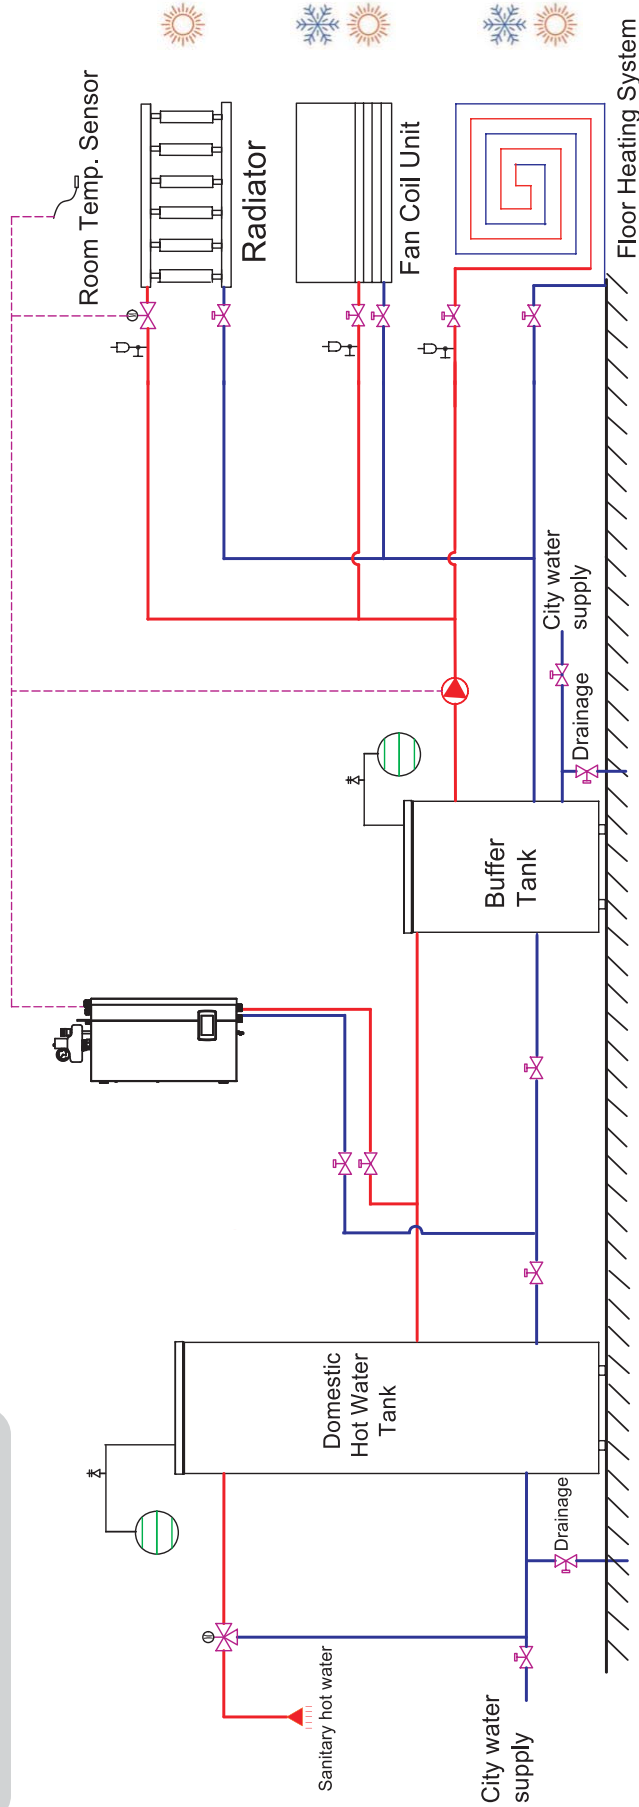 Room Temp. Sensor
Radiator
Fan Coil Unit
Floor Heating System
City water
supply
Drainage
Buffer
Tank
Domestic
Hot Water
Tank
Drainage
Sanitary hot water
City water
supply